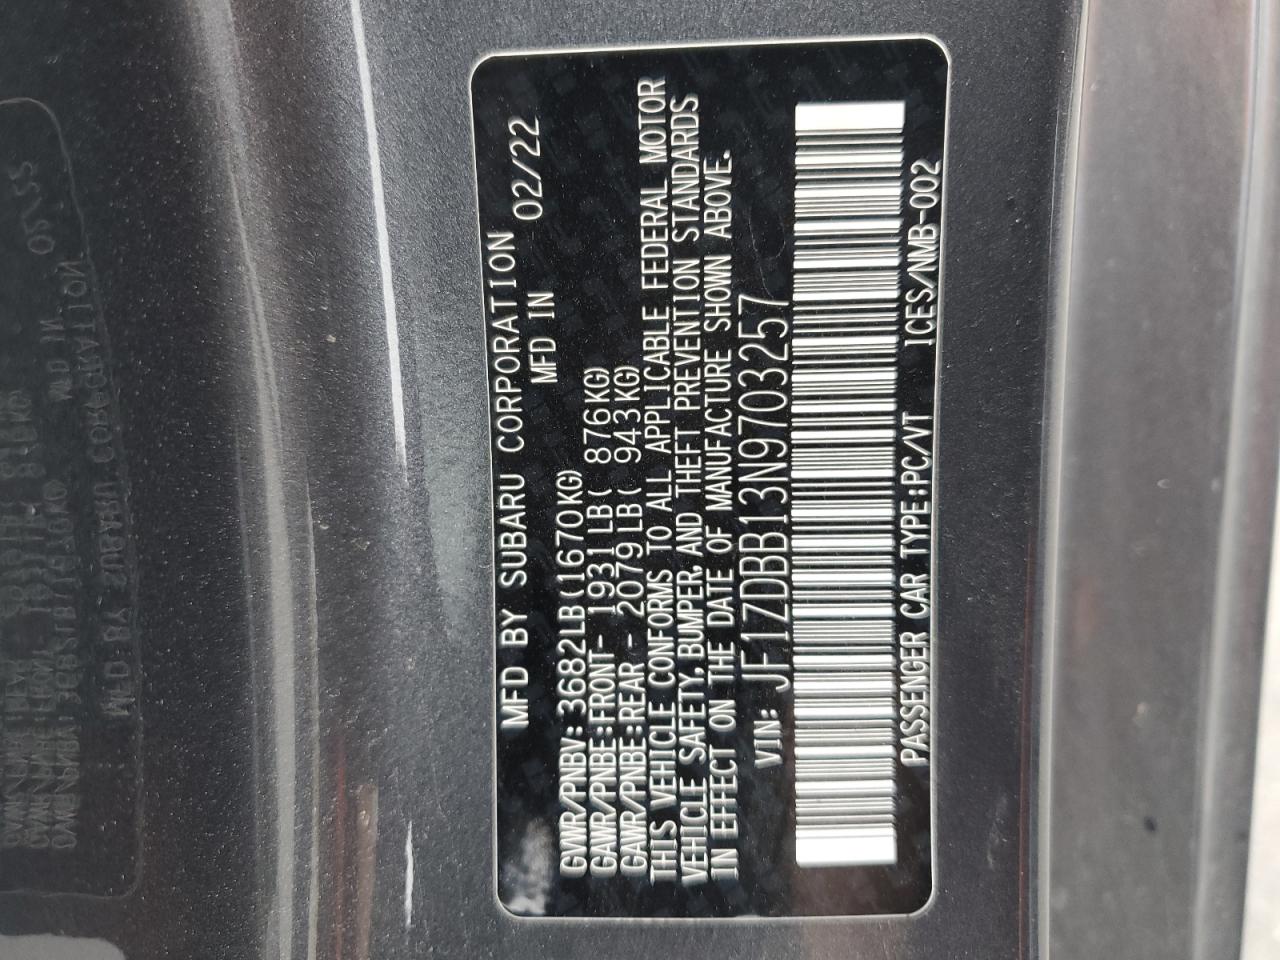 MFD BY SUBARU CORPORATION
MFD IN 02/22
GVWR/PNBV: 3682LB(1670KG)
GAWR/PNBE:FRONT- 1931LB( 876KG)
GAWR/PNBE:REAR - 2079LB( 943KG)
THIS VEHICLE CONFORMS TO ALL APPLICABLE FEDERAL MOTOR
VEHICLE SAFETY, BUMPER, AND THEFT PREVENTION STANDARDS
IN EFFECT ON THE DATE OF MANUFACTURE SHOWN ABOVE.
VIN: JF1ZDBB13N9703257
PASSENGER CAR TYPE:PC/VT ICES/NMB-002